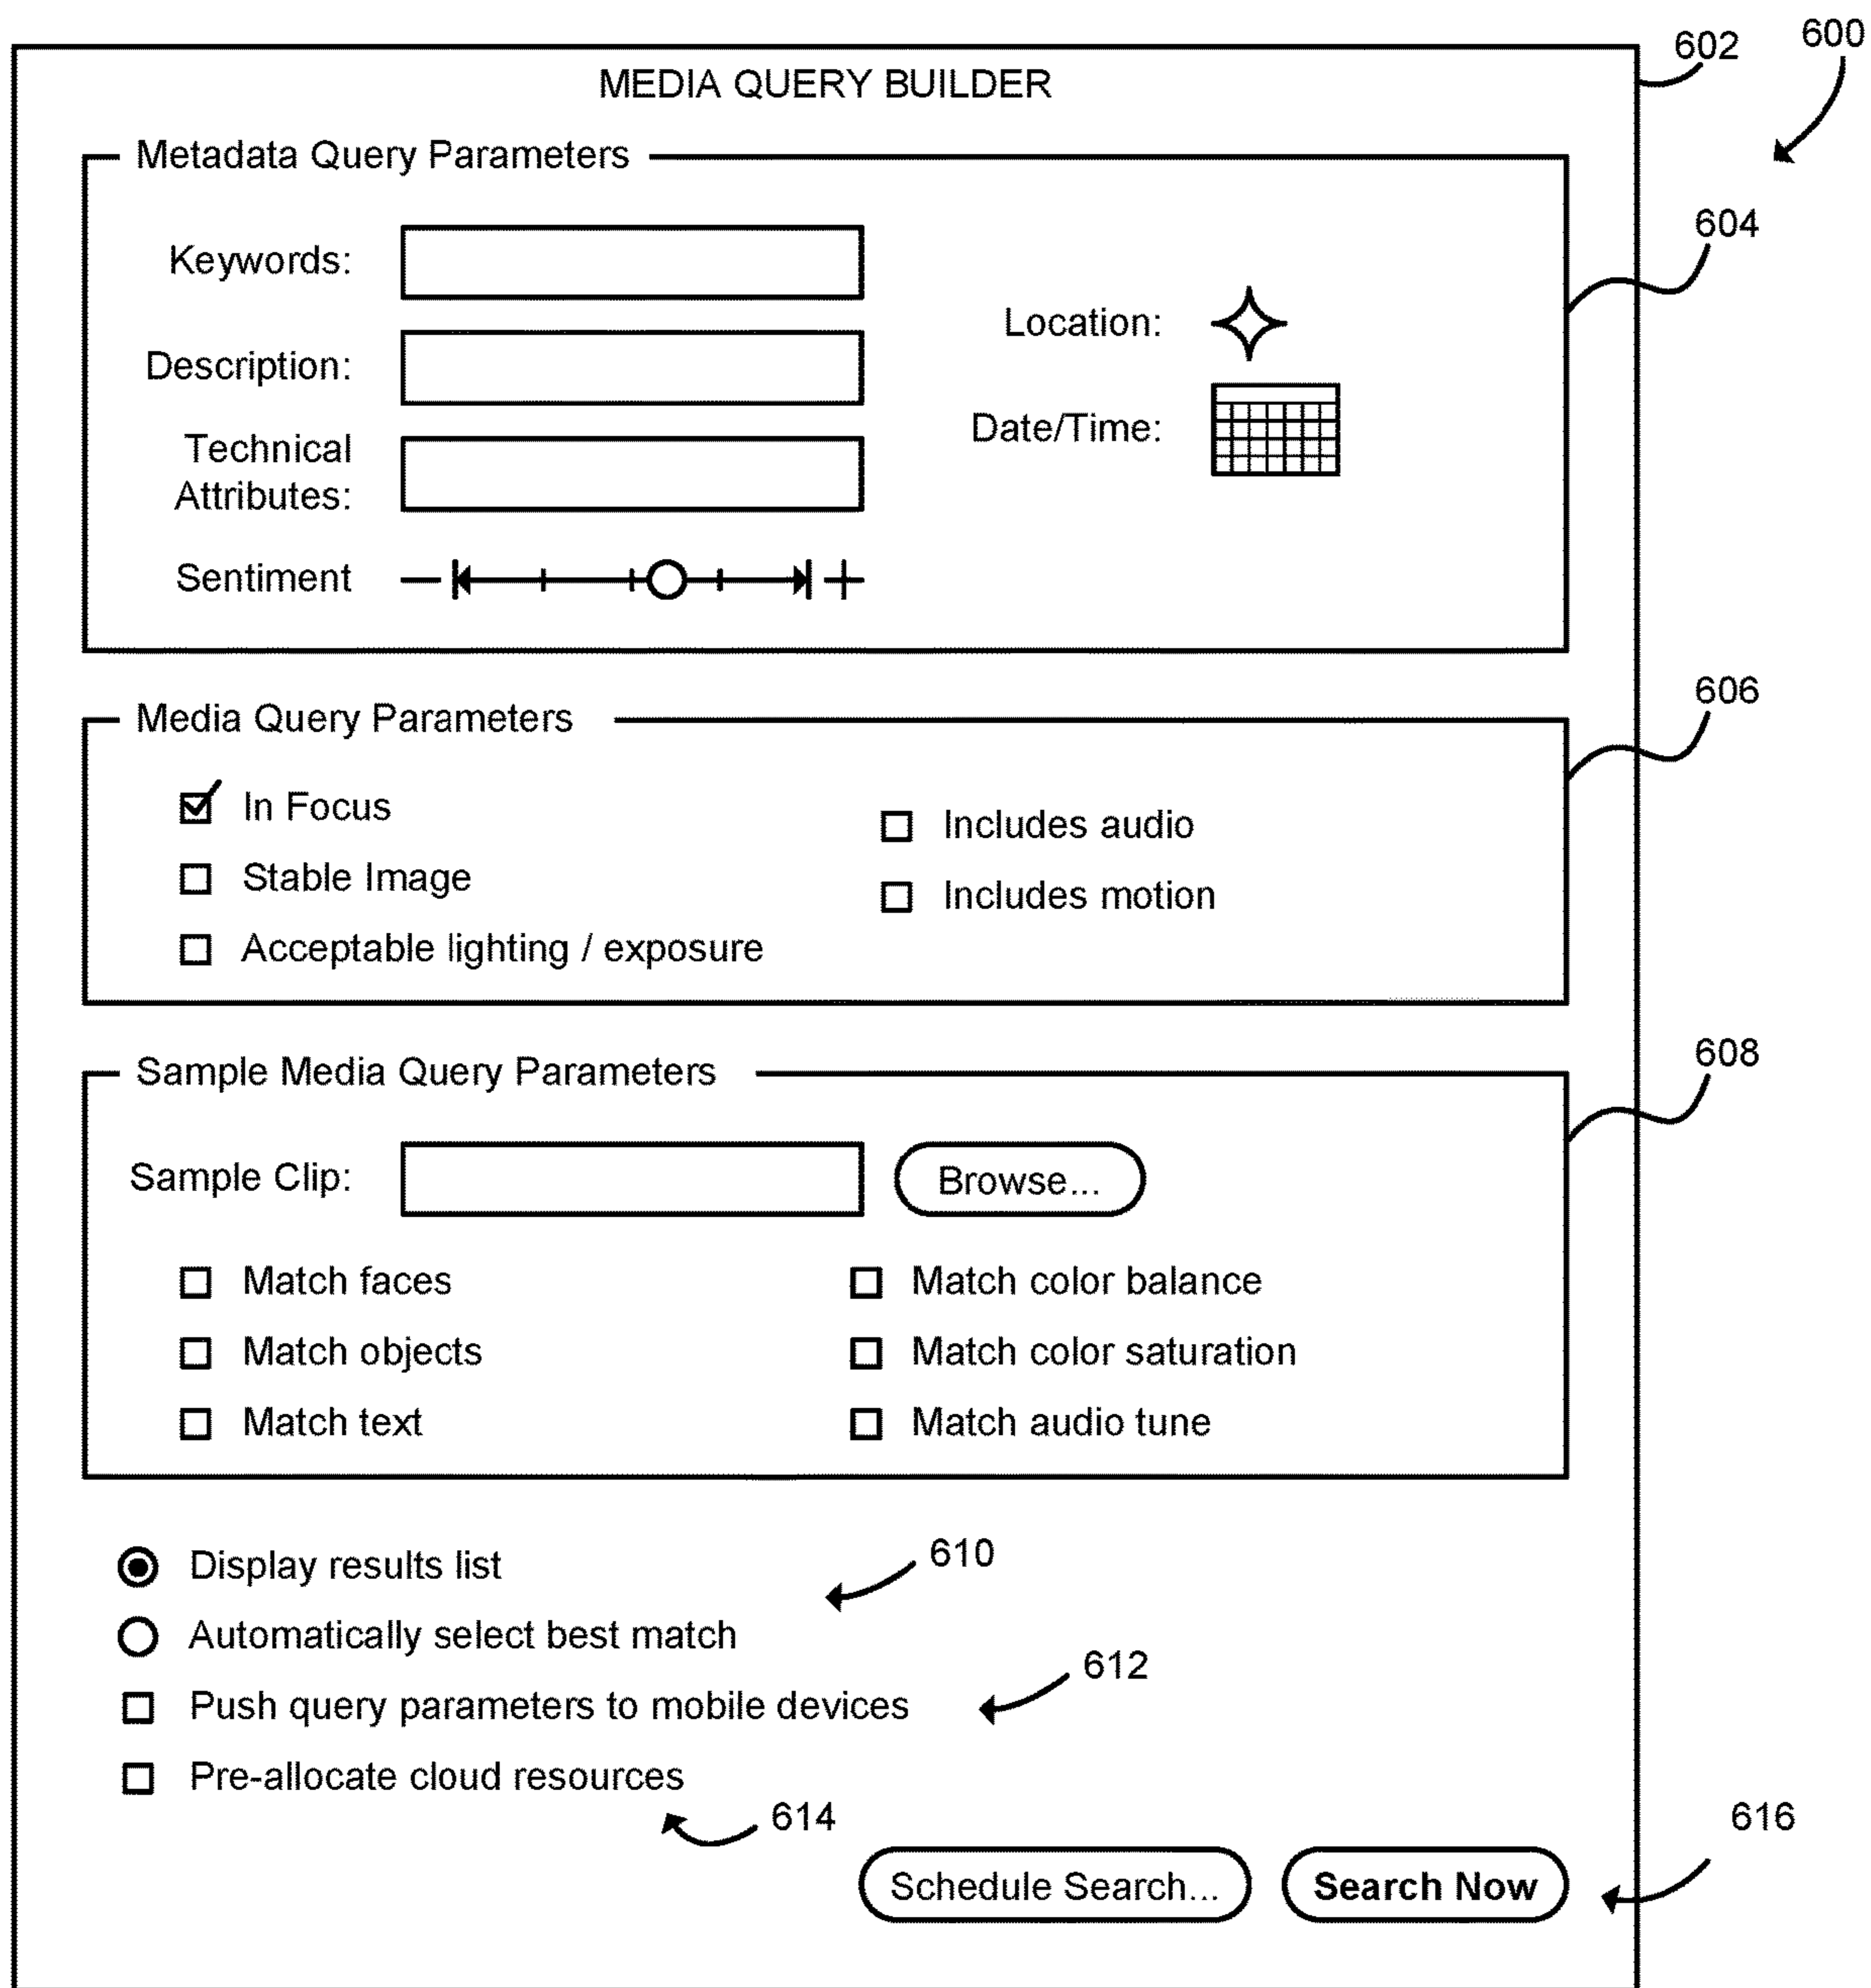 600
602
MEDIA QUERY BUILDER
Metadata Query Parameters
604
Keywords:
Description:
Technical
Attributes:
Sentiment
Location:
Date/Time:
606
Media Query Parameters
In Focus
Stable Image
Acceptable lighting / exposure
Includes audio
Includes motion
608
Sample Media Query Parameters
Sample Clip:
Browse...
Match faces
Match objects
Match text
Match color balance
Match color saturation
Match audio tune
Display results list
610
Automatically select best match
612
Push query parameters to mobile devices
Pre-allocate cloud resources
614
616
Schedule Search...
Search Now